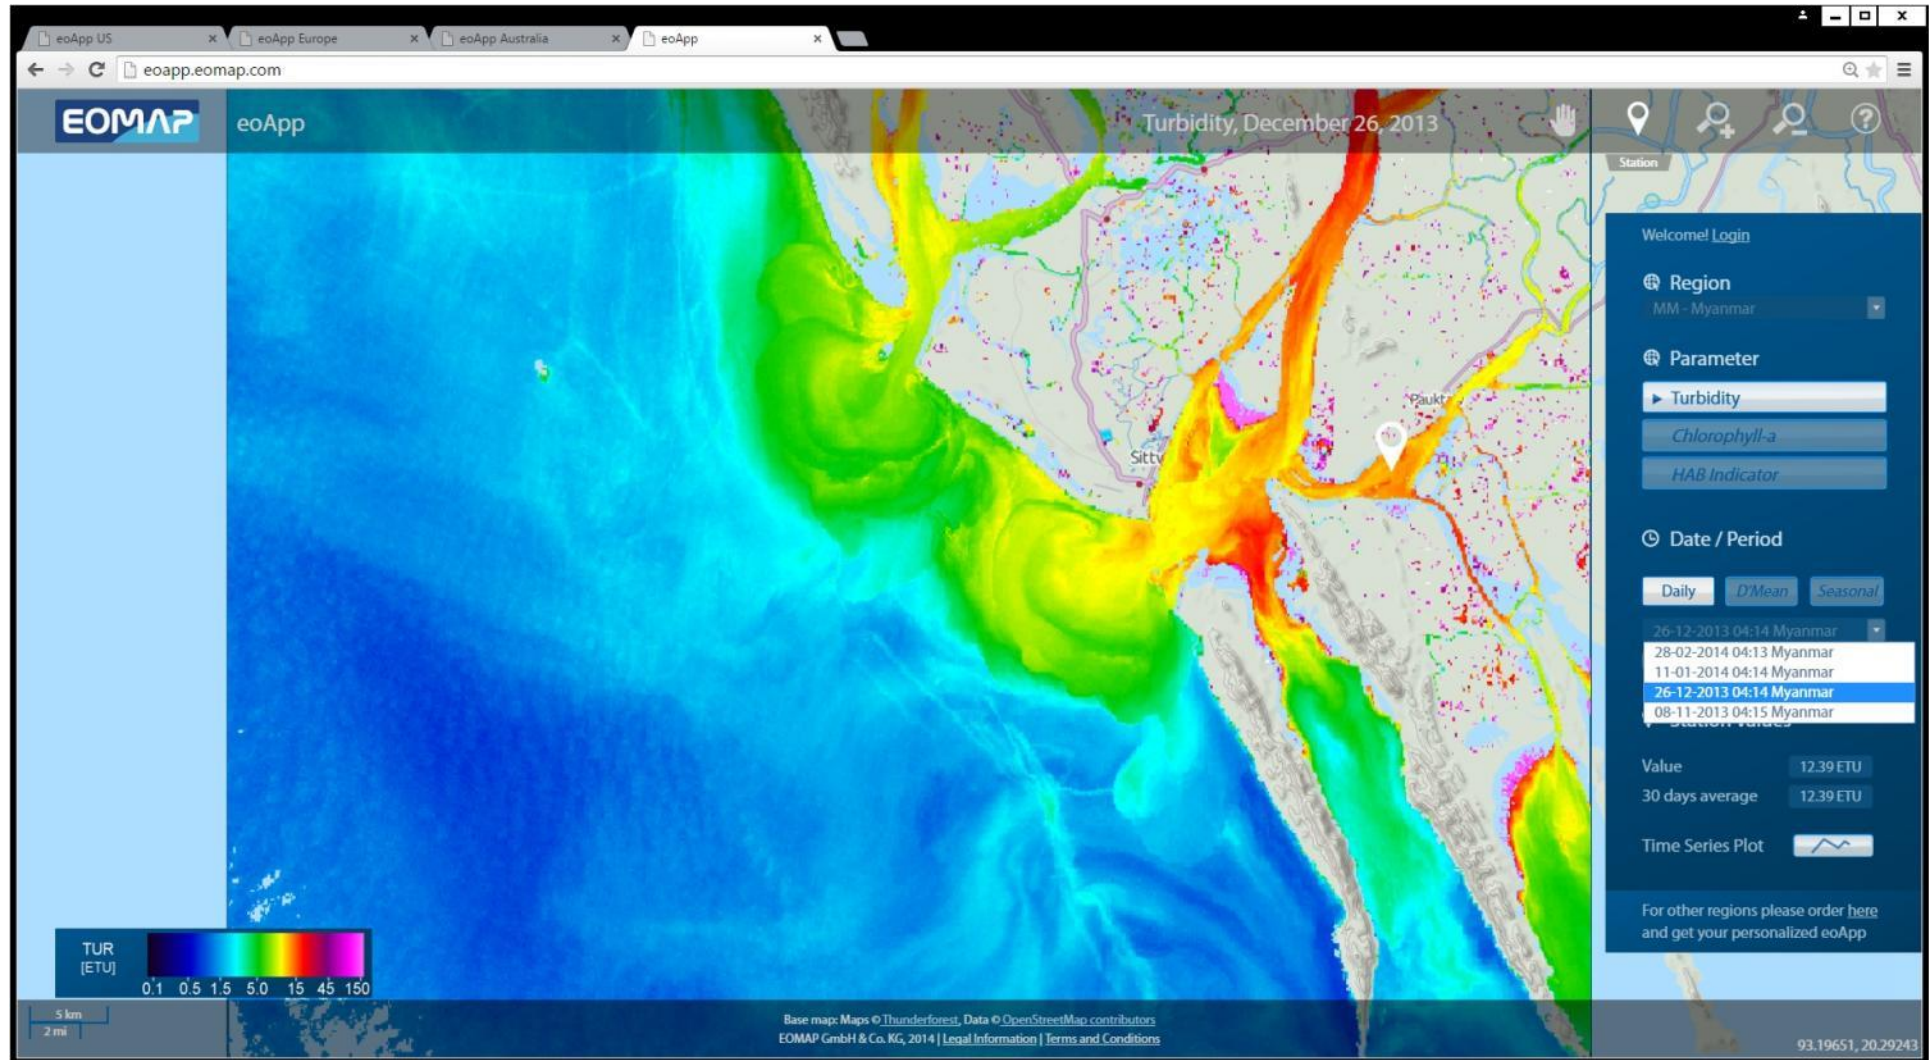 eoApp US
eoApp Europe
eoApp Australia
eoApp
eoapp.eomap.com
EOMAP
eoApp
Turbidity, December 26, 2013
Station
Welcome! Login
Region
MM - Myanmar
Parameter
Turbidity
Chlorophyll-a
HAB Indicator
Date / Period
Daily
D'Mean
Seasonal
26-12-2013 04:14 Myanmar
28-02-2014 04:13 Myanmar
11-01-2014 04:14 Myanmar
26-12-2013 04:14 Myanmar
08-11-2013 04:15 Myanmar
Station Values
Value 12.39 ETU
30 days average 12.39 ETU
Time Series Plot
For other regions please order here
and get your personalized eoApp
Paukt
Sittv
TUR
[ETU]
0.1 0.5 1.5 5.0 15 45 150
5 km
2 mi
Base map: Maps © Thunderforest, Data © OpenStreetMap contributors
EOMAP GmbH & Co. KG, 2014 | Legal Information | Terms and Conditions
93.19651, 20.29243